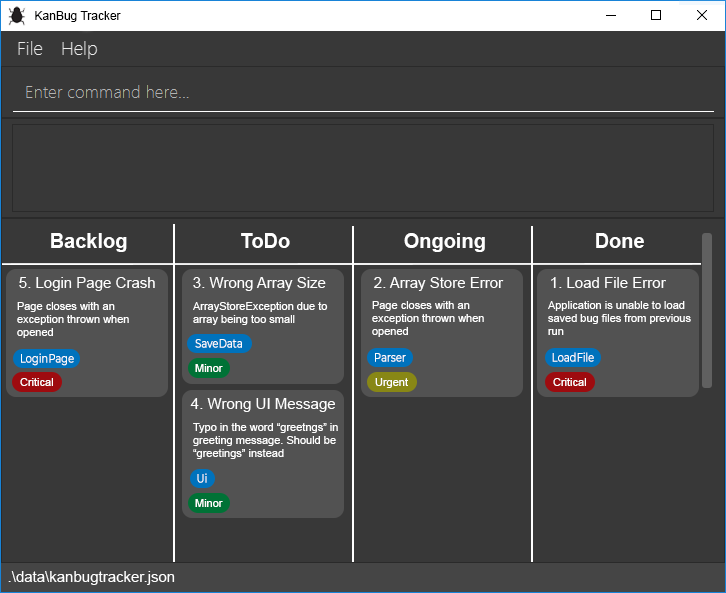 KanBug Tracker
File Help
Enter command here...
Backlog
5. Login Page Crash
Page closes with an
exception thrown when
opened
LoginPage
Critical
ToDo
3. Wrong Array Size
ArrayStoreException due to
array being too small
SaveData
Minor
4. Wrong UI Message
Typo in the word “greetngs” in
greeting message. Should be
“greetings” instead
Ui
Minor
Ongoing
2. Array Store Error
Page closes with an
exception thrown when
opened
Parser
Urgent
Done
1. Load File Error
Application is unable to load
saved bug files from previous
run
LoadFile
Critical
.\data\kanbugtracker.json